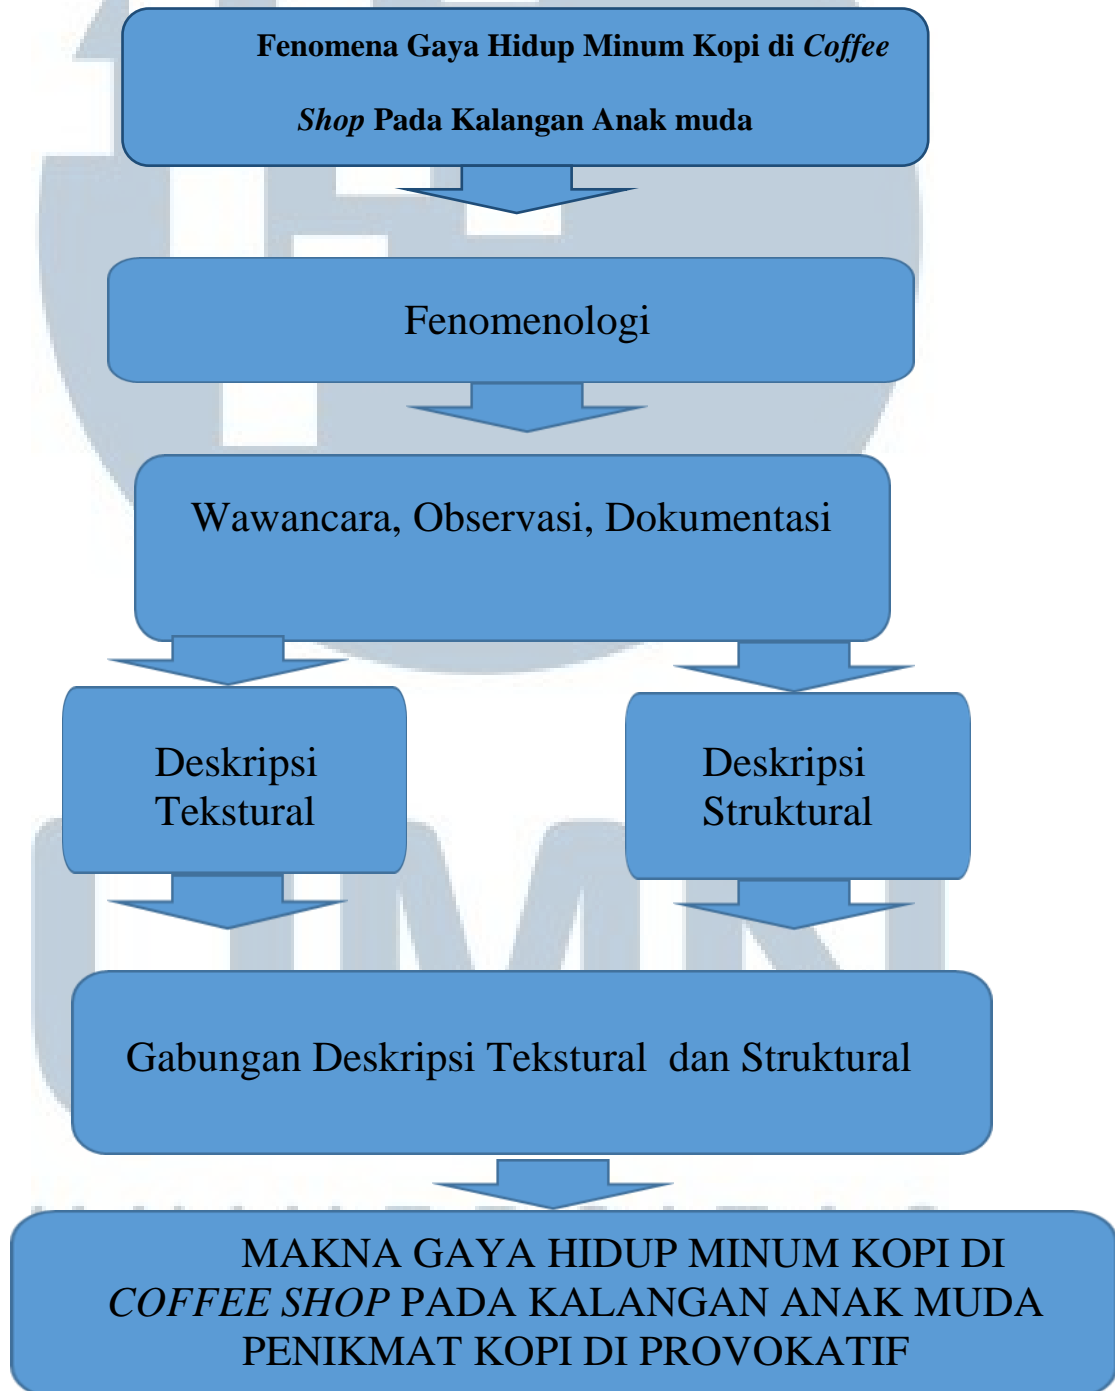 Fenomena Gaya Hidup Minum Kopi di Coffee
Shop Pada Kalangan Anak muda
Fenomenologi
Wawancara, Observasi, Dokumentasi
Deskripsi
Tekstural
Deskripsi
Struktural
Gabungan Deskripsi Tekstural  dan Struktural
MAKNA GAYA HIDUP MINUM KOPI DI
COFFEE SHOP PADA KALANGAN ANAK MUDA
PENIKMAT KOPI DI PROVOKATIF